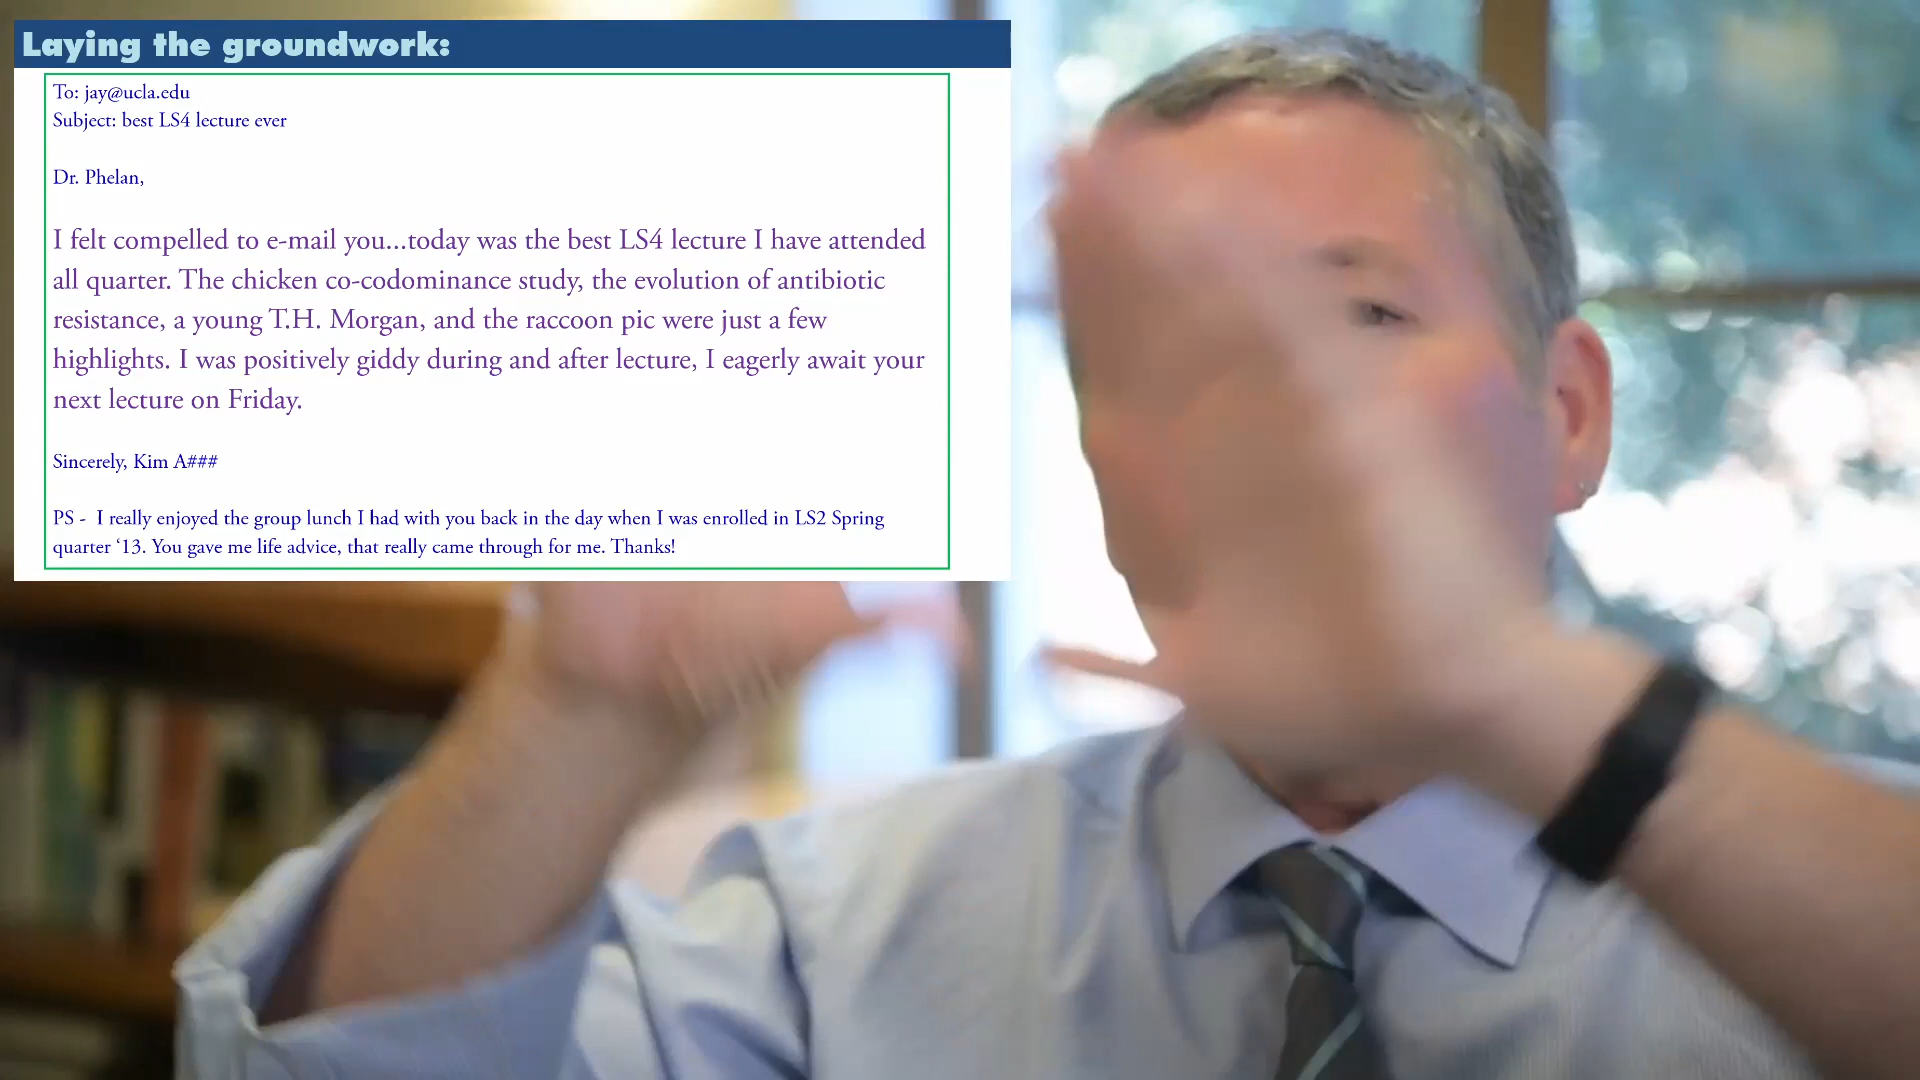 Laying the groundwork:
To: jay@ucla.edu
Subject: best LS4 lecture ever
Dr. Phelan,
I felt compelled to e-mail you...today was the best LS4 lecture I have attended
all quarter. The chicken co-codominance study, the evolution of antibiotic
resistance, a young T.H. Morgan, and the raccoon pic were just a few
highlights. I was positively giddy during and after lecture, I eagerly await your
next lecture on Friday.
Sincerely, Kim A###
PS -  I really enjoyed the group lunch I had with you back in the day when I was enrolled in LS2 Spring
quarter ‘13. You gave me life advice, that really came through for me. Thanks!